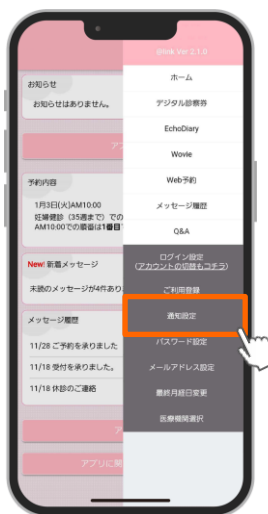 @link Ver 2.1.0
ホーム
デジタル診察券
EchoDiary
Wovie
Web予約
メッセージ履歴
Q&A
ログイン設定
(アカウントの切替もコチラ)
ご利用登録
通知設定
パスワード設定
メールアドレス設定
最終月経日変更
医療機関選択
お知らせ
お知らせはありません。
ア
予約内容
1月3日(火)AM10:00
妊婦健診（35週まで）での
AM10:00での順番は1番目
New! 新着メッセージ
未読のメッセージが4件あり
メッセージ履歴
11/28 ご予約を承りました
11/18 受付を承りました。
11/18 休診のご連絡
ア
アプリに関